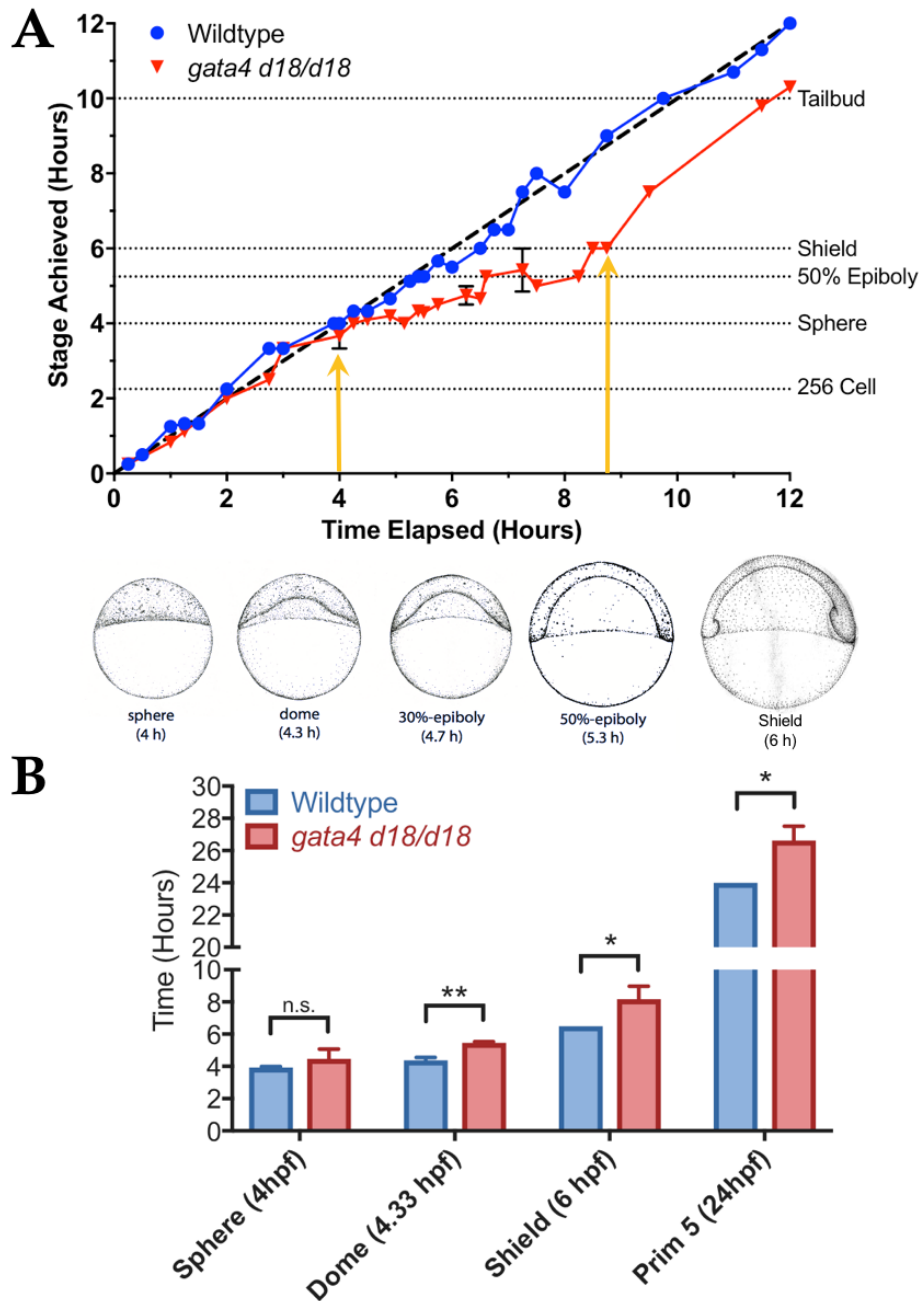 A
Wildtype
gata4 d18/d18
Stage Achieved (Hours)
12
10
8
6
4
2
0
Tailbud
Shield
50% Epiboly
Sphere
256 Cell
0 2 4 6 8 10 12
Time Elapsed (Hours)
sphere
(4 h)
dome
(4.3 h)
30%-epiboly
(4.7 h)
50%-epiboly
(5.3 h)
Shield
(6 h)
B
Wildtype
gata4 d18/d18
Time (Hours)
30
28
26
24
22
20
10
8
6
4
2
0
n.s.
**
*
*
Sphere (4hpf)
Dome (4.33 hpf)
Shield (6 hpf)
Prim 5 (24hpf)